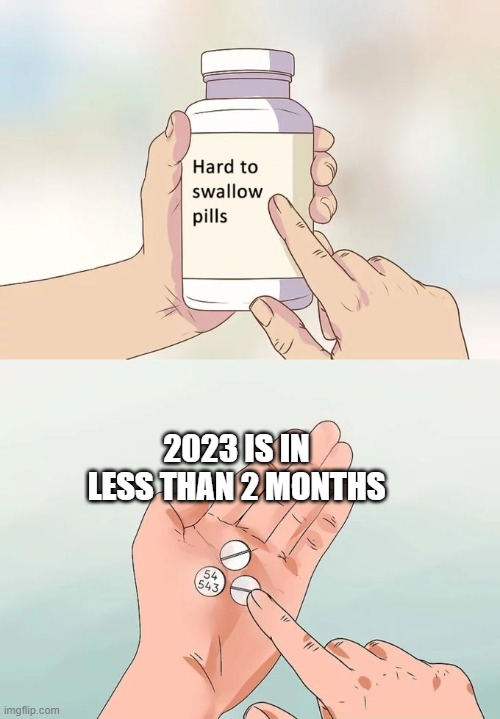 Hard to
swallow
pills
2023 IS IN
LESS THAN 2 MONTHS
54
543
imgflip.com